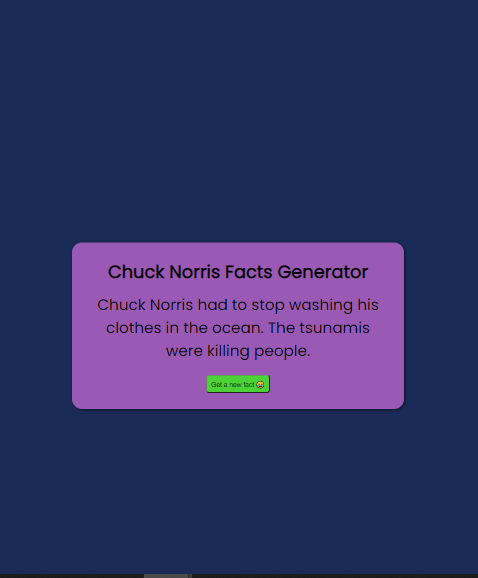 Chuck Norris Facts Generator
Chuck Norris had to stop washing his
clothes in the ocean. The tsunamis
were killing people.
Get a new fact 😄